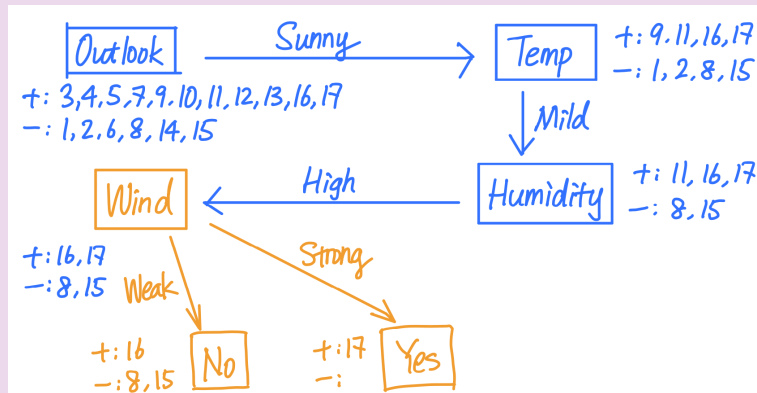 Outlook
Sunny
Temp
+: 9.11,16,17
-: 1,2,8,15
+: 3,4,5,7,9.10,11,12,13,16,17
-: 1,2,6,8,14,15
Mild
Wind
High
Humidity
+: 11,16,17
-: 8,15
+:16,17
-:8,15
Weak
Strong
+:16
-:8,15
No
+:17
-:
Yes